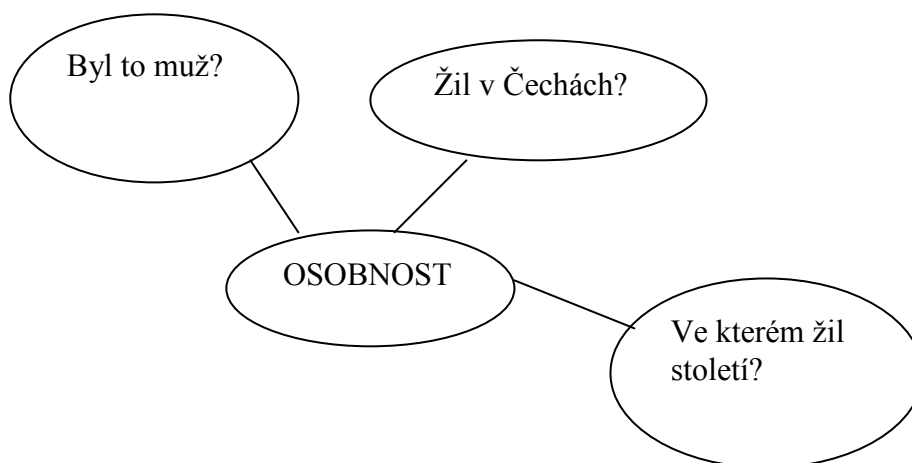 Byl to muž?
Žil v Čechách?
OSOBNOST
Ve kterém žil
století?